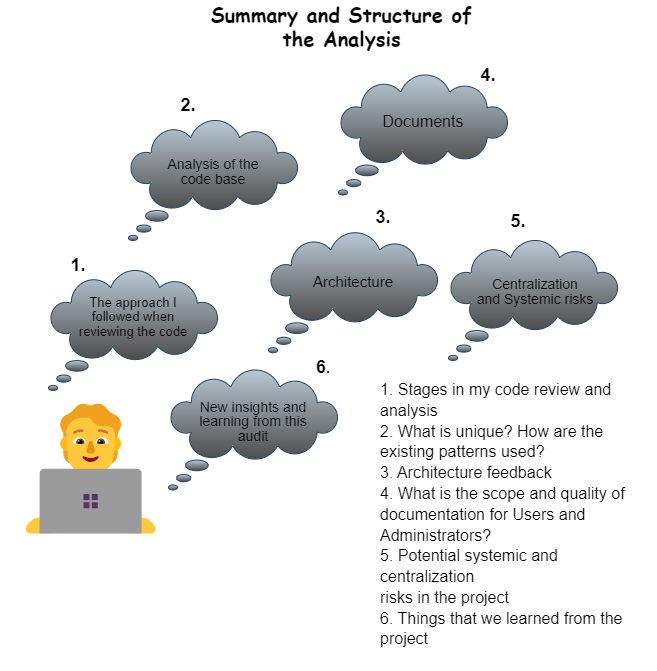 Summary and Structure of
the Analysis
4.
Documents
2.
Analysis of the
code base
3.
Architecture
5.
Centralization
and Systemic risks
1.
The approach I
followed when
reviewing the code
6.
New insights and
learning from this
audit
1. Stages in my code review and
analysis
2. What is unique? How are the
existing patterns used?
3. Architecture feedback
4. What is the scope and quality of
documentation for Users and
Administrators?
5. Potential systemic and
centralization
risks in the project
6. Things that we learned from the
project